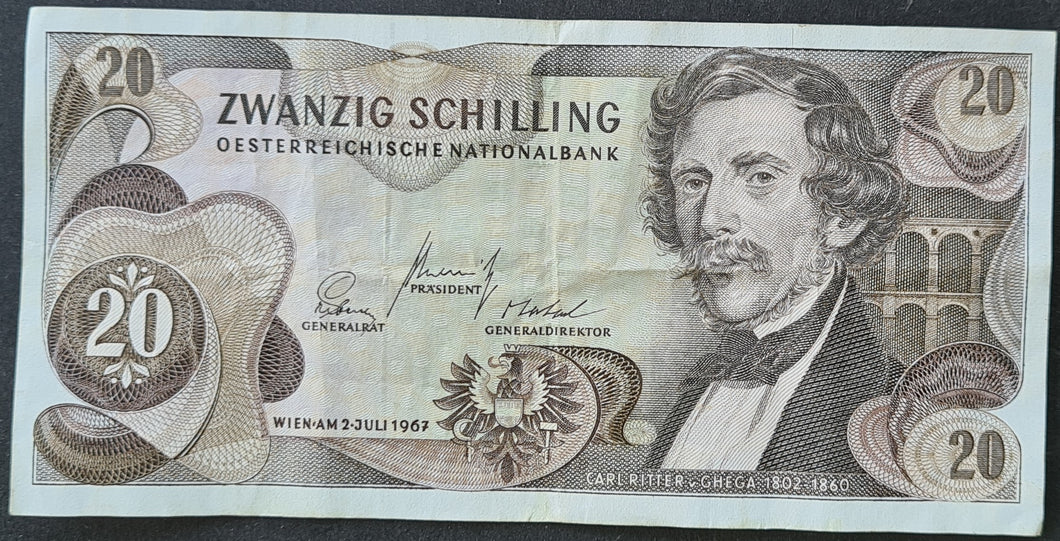 20
20
ZWANZIG SCHILLING
OESTERREICHISCHE NATIONALBANK
20
PRÄSIDENT
GENERALRAT
GENERALDIREKTOR
WIEN·AM 2·JULI 1967
20
CARL RITTER v. GHEGA 1802-1860